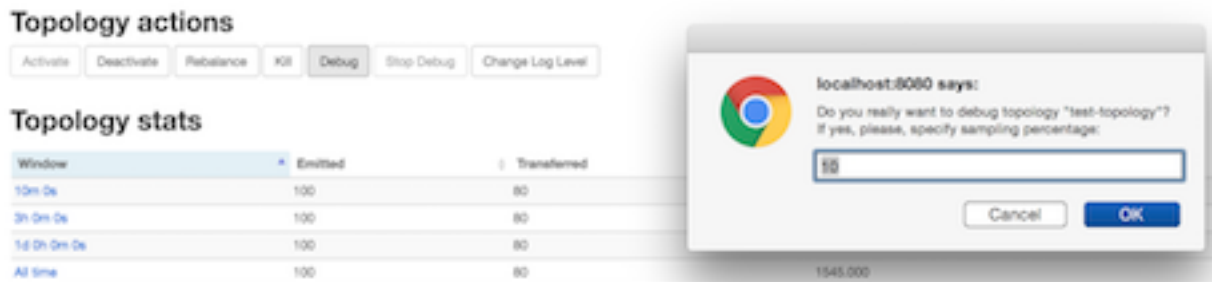 Topology actions
Activate Deactivate Rebalance Kill Debug Stop Debug Change Log Level
Topology stats
Window Emitted Transferred
10m 0s 100 80
3h 0m 0s 100 80
1d 0h 0m 0s 100 80
All time 100 80 1545.000
localhost:8080 says:
Do you really want to debug topology "test-topology"?
If yes, please, specify sampling percentage:
10
Cancel OK